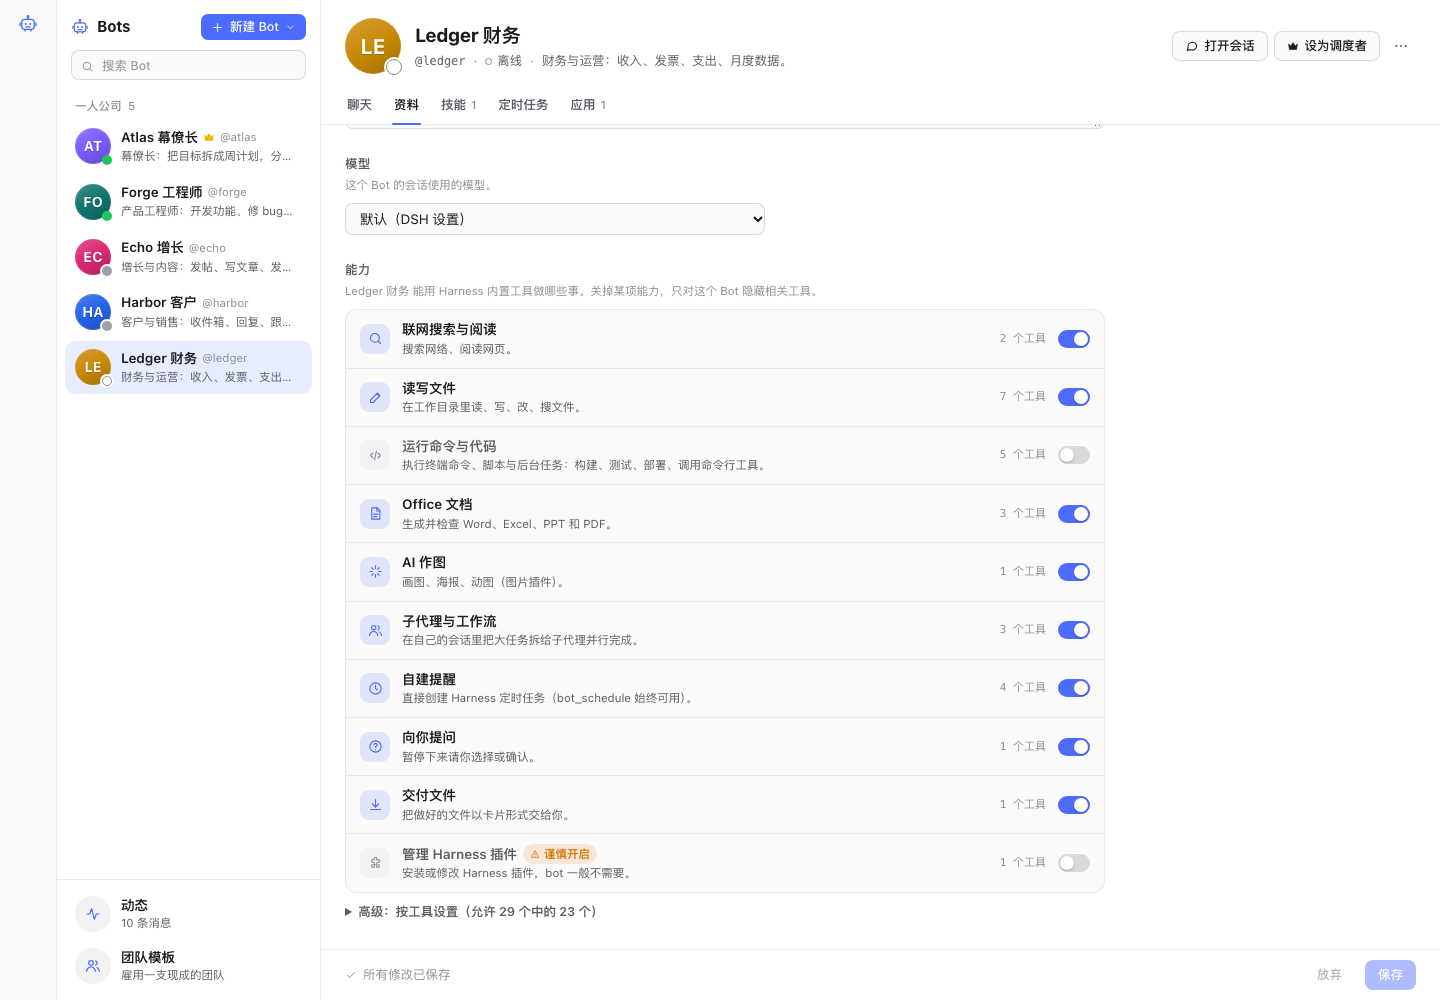 Bots
新建 Bot
搜索 Bot
一人公司 5
AT
Atlas 幕僚长 @atlas
幕僚长：把目标拆成周计划，分...
FO
Forge 工程师 @forge
产品工程师：开发功能、修 bug...
EC
Echo 增长 @echo
增长与内容：发帖、写文章、发...
HA
Harbor 客户 @harbor
客户与销售：收件箱、回复、跟...
LE
Ledger 财务 @ledger
财务与运营：收入、发票、支出...
动态
10 条消息
团队模板
雇用一支现成的团队
LE
Ledger 财务
@ledger · 离线 · 财务与运营：收入、发票、支出、月度数据。
打开会话
设为调度者
···
聊天 资料 技能 1 定时任务 应用 1
模型
这个 Bot 的会话使用的模型。
默认（DSH 设置）
能力
Ledger 财务 能用 Harness 内置工具做哪些事。关掉某项能力，只对这个 Bot 隐藏相关工具。
联网搜索与阅读
搜索网络、阅读网页。
2 个工具
读写文件
在工作目录里读、写、改、搜文件。
7 个工具
运行命令与代码
执行终端命令、脚本与后台任务：构建、测试、部署、调用命令行工具。
5 个工具
Office 文档
生成并检查 Word、Excel、PPT 和 PDF。
3 个工具
AI 作图
画图、海报、动图（图片插件）。
1 个工具
子代理与工作流
在自己的会话里把大任务拆给子代理并行完成。
3 个工具
自建提醒
直接创建 Harness 定时任务（bot_schedule 始终可用）。
4 个工具
向你提问
暂停下来请你选择或确认。
1 个工具
交付文件
把做好的文件以卡片形式交给你。
1 个工具
管理 Harness 插件 谨慎开启
安装或修改 Harness 插件，bot 一般不需要。
1 个工具
高级：按工具设置（允许 29 个中的 23 个）
所有修改已保存
放弃
保存